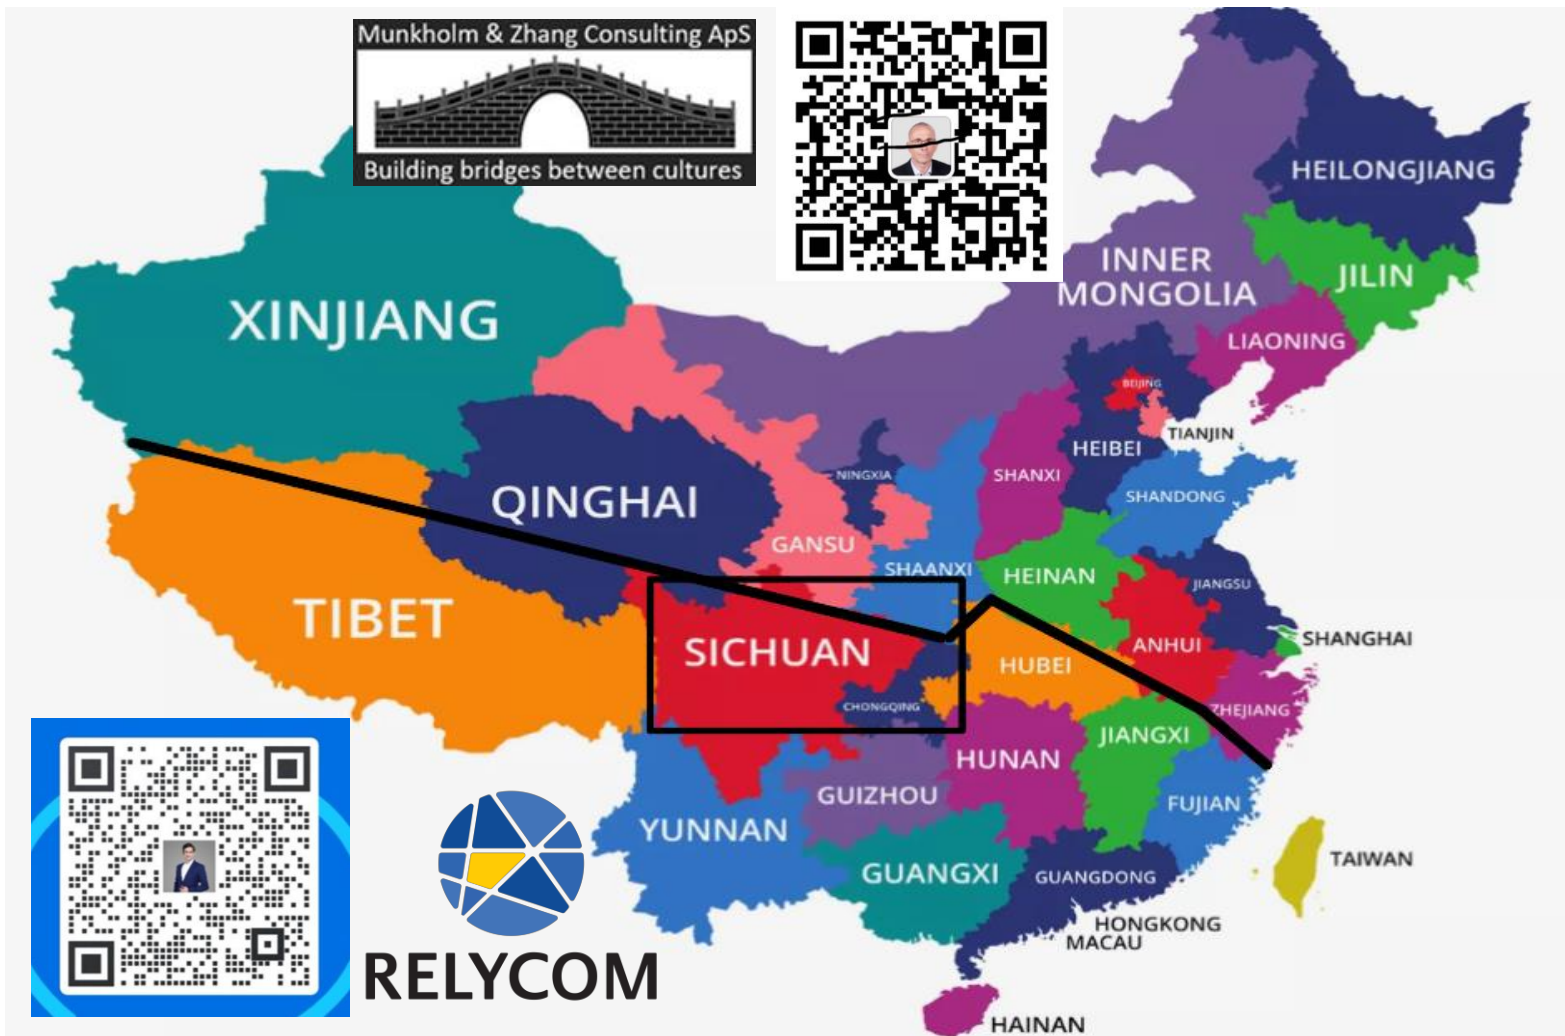 Munkholm & Zhang Consulting ApS
Building bridges between cultures
HEILONGJIANG
INNER
MONGOLIA
JILIN
XINJIANG
LIAONING
BEIJING
TIANJIN
HEIBEI
NINGXIA
SHANXI
QINGHAI
SHANDONG
GANSU
SHAANXI
HEINAN
JIANGSU
TIBET
SHANGHAI
SICHUAN
ANHUI
HUBEI
CHONGQING
ZHEJIANG
JIANGXI
HUNAN
GUIZHOU
FUJIAN
YUNNAN
TAIWAN
GUANGXI
GUANGDONG
HONGKONG
MACAU
RELYCOM
HAINAN